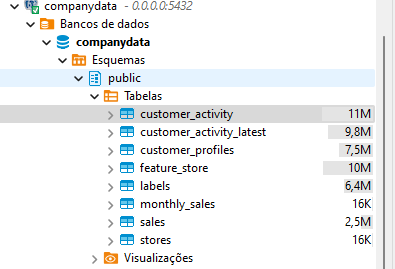 companydata - 0.0.0.0:5432
Bancos de dados
companydata
Esquemas
public
Tabelas
customer_activity 11M
customer_activity_latest 9,8M
customer_profiles 7,5M
feature_store 10M
labels 6,4M
monthly_sales 16K
sales 2,5M
stores 16K
Visualizações